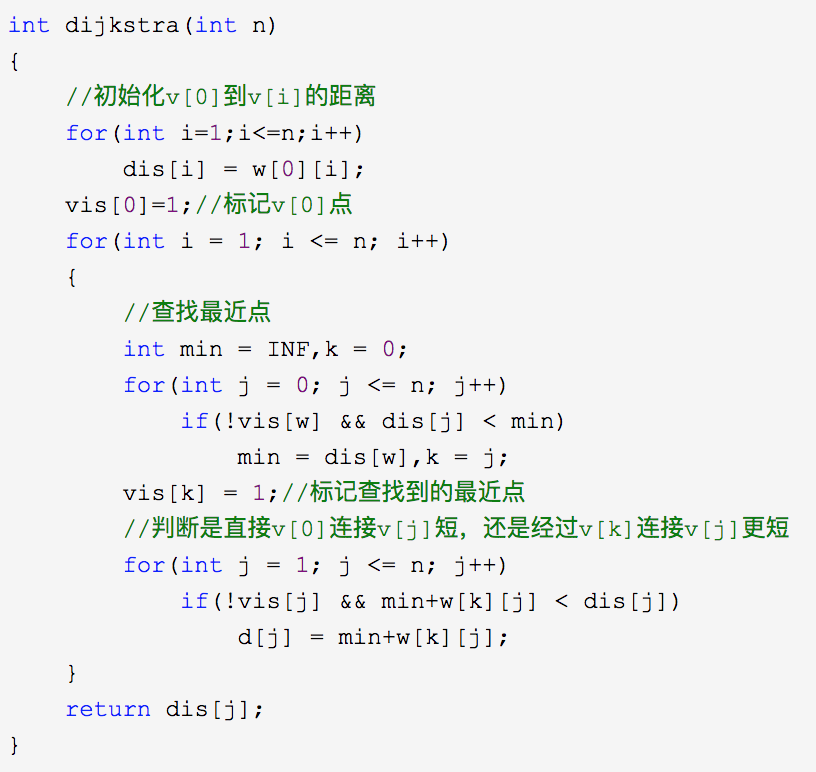 int dijkstra(int n)
{
    //初始化v[0]到v[i]的距离
    for(int i=1;i<=n;i++)
        dis[i] = w[0][i];
    vis[0]=1;//标记v[0]点
    for(int i = 1; i <= n; i++)
    {
        //查找最近点
        int min = INF,k = 0;
        for(int j = 0; j <= n; j++)
            if(!vis[w] && dis[j] < min)
                min = dis[w],k = j;
        vis[k] = 1;//标记查找到的最近点
        //判断是直接v[0]连接v[j]短，还是经过v[k]连接v[j]更短
        for(int j = 1; j <= n; j++)
            if(!vis[j] && min+w[k][j] < dis[j])
                d[j] = min+w[k][j];
    }
    return dis[j];
}